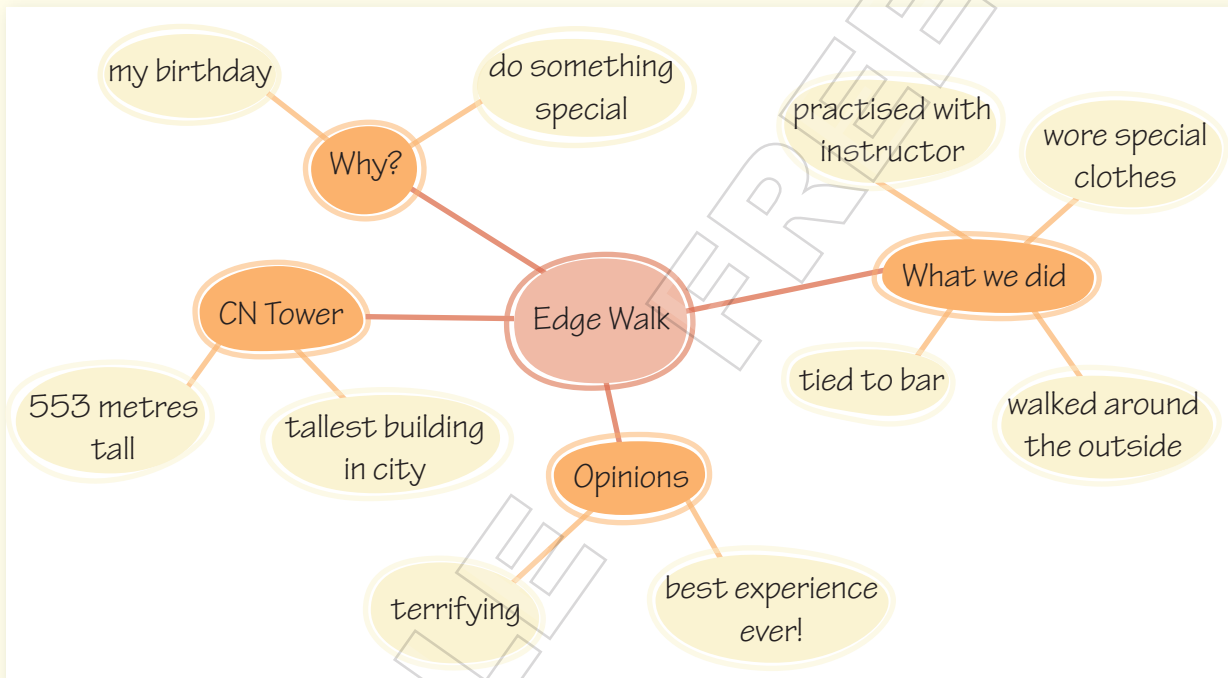 my birthday
do something
special
Why?
practised with
instructor
wore special
clothes
What we did
tied to bar
walked around
the outside
Edge Walk
CN Tower
553 metres
tall
tallest building
in city
Opinions
terrifying
best experience
ever!
FREE
LE